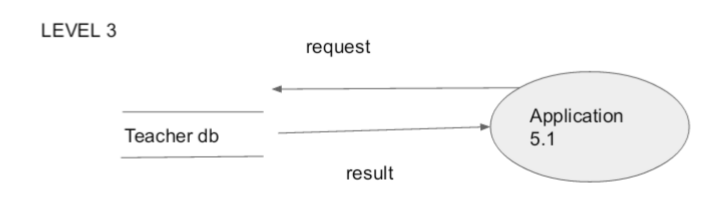 LEVEL 3
request
Application
5.1
Teacher db
result